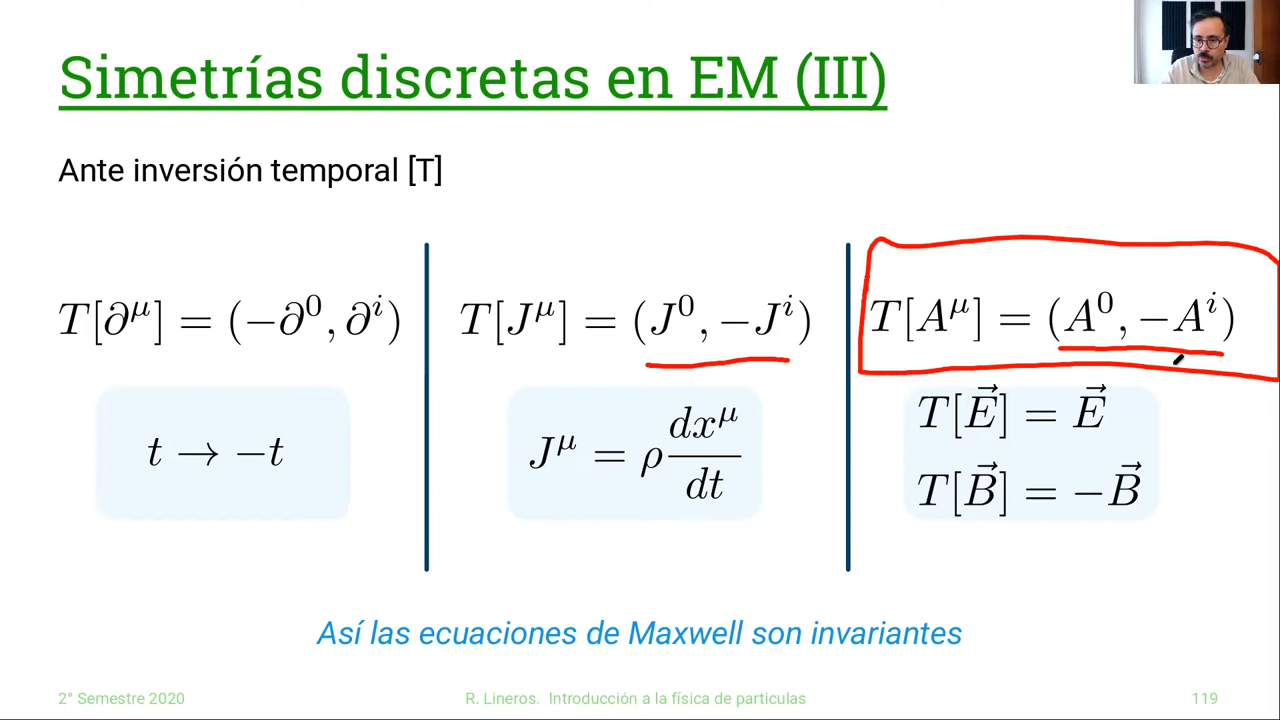 Simetrías discretas en EM (III)
Ante inversión temporal [T]
T[∂^μ] = (−∂^0, ∂^i)
t → −t
T[J^μ] = (J^0, −J^i)
J^μ = ρ dx^μ/dt
T[A^μ] = (A^0, −A^i)
T[E⃗] = E⃗
T[B⃗] = −B⃗
Así las ecuaciones de Maxwell son invariantes
2° Semestre 2020
R. Lineros. Introducción a la física de particulas
119